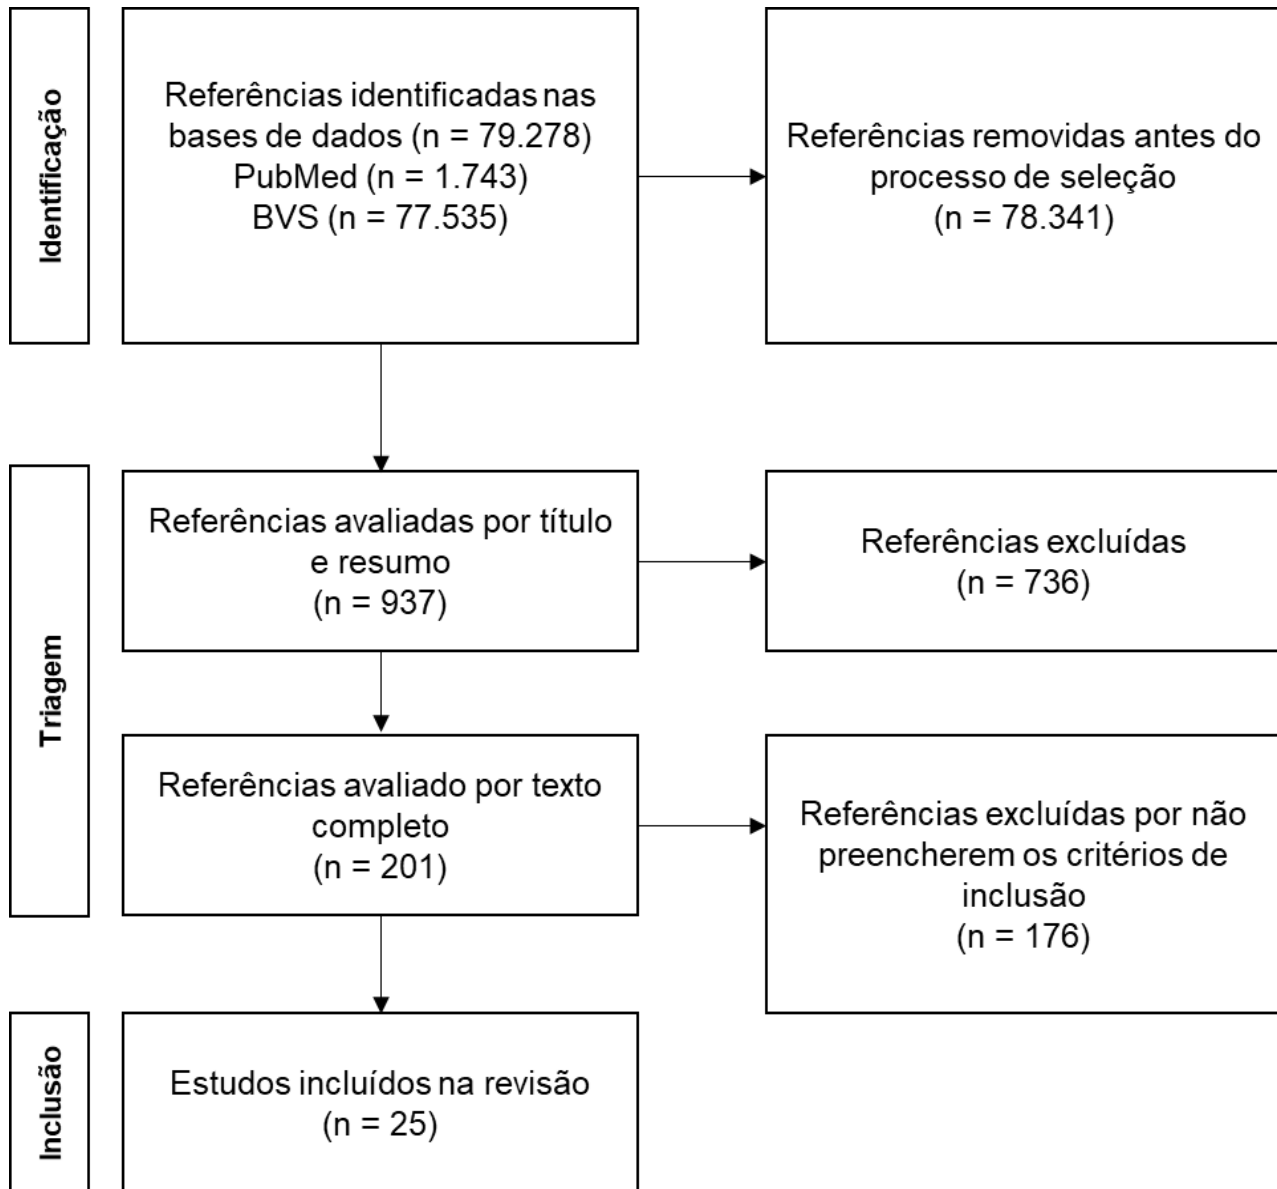 Identificação
Referências identificadas nas
bases de dados (n = 79.278)
PubMed (n = 1.743)
BVS (n = 77.535)
Referências removidas antes do
processo de seleção
(n = 78.341)
Triagem
Referências avaliadas por título
e resumo
(n = 937)
Referências excluídas
(n = 736)
Referências avaliado por texto
completo
(n = 201)
Referências excluídas por não
preencherem os critérios de
inclusão
(n = 176)
Inclusão
Estudos incluídos na revisão
(n = 25)